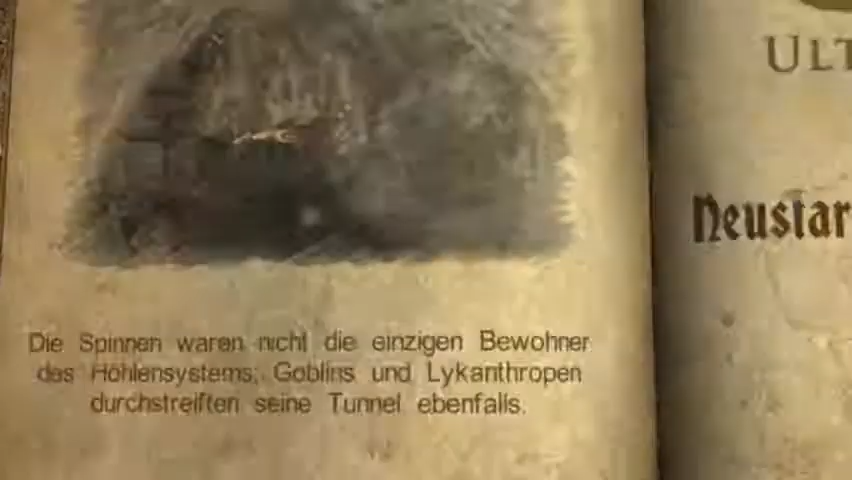 Die Spinnen waren nicht die einzigen Bewohner
des Höhlensystems; Goblins und Lykanthropen
durchstreiften seine Tunnel ebenfalls.
ULT
Neustar